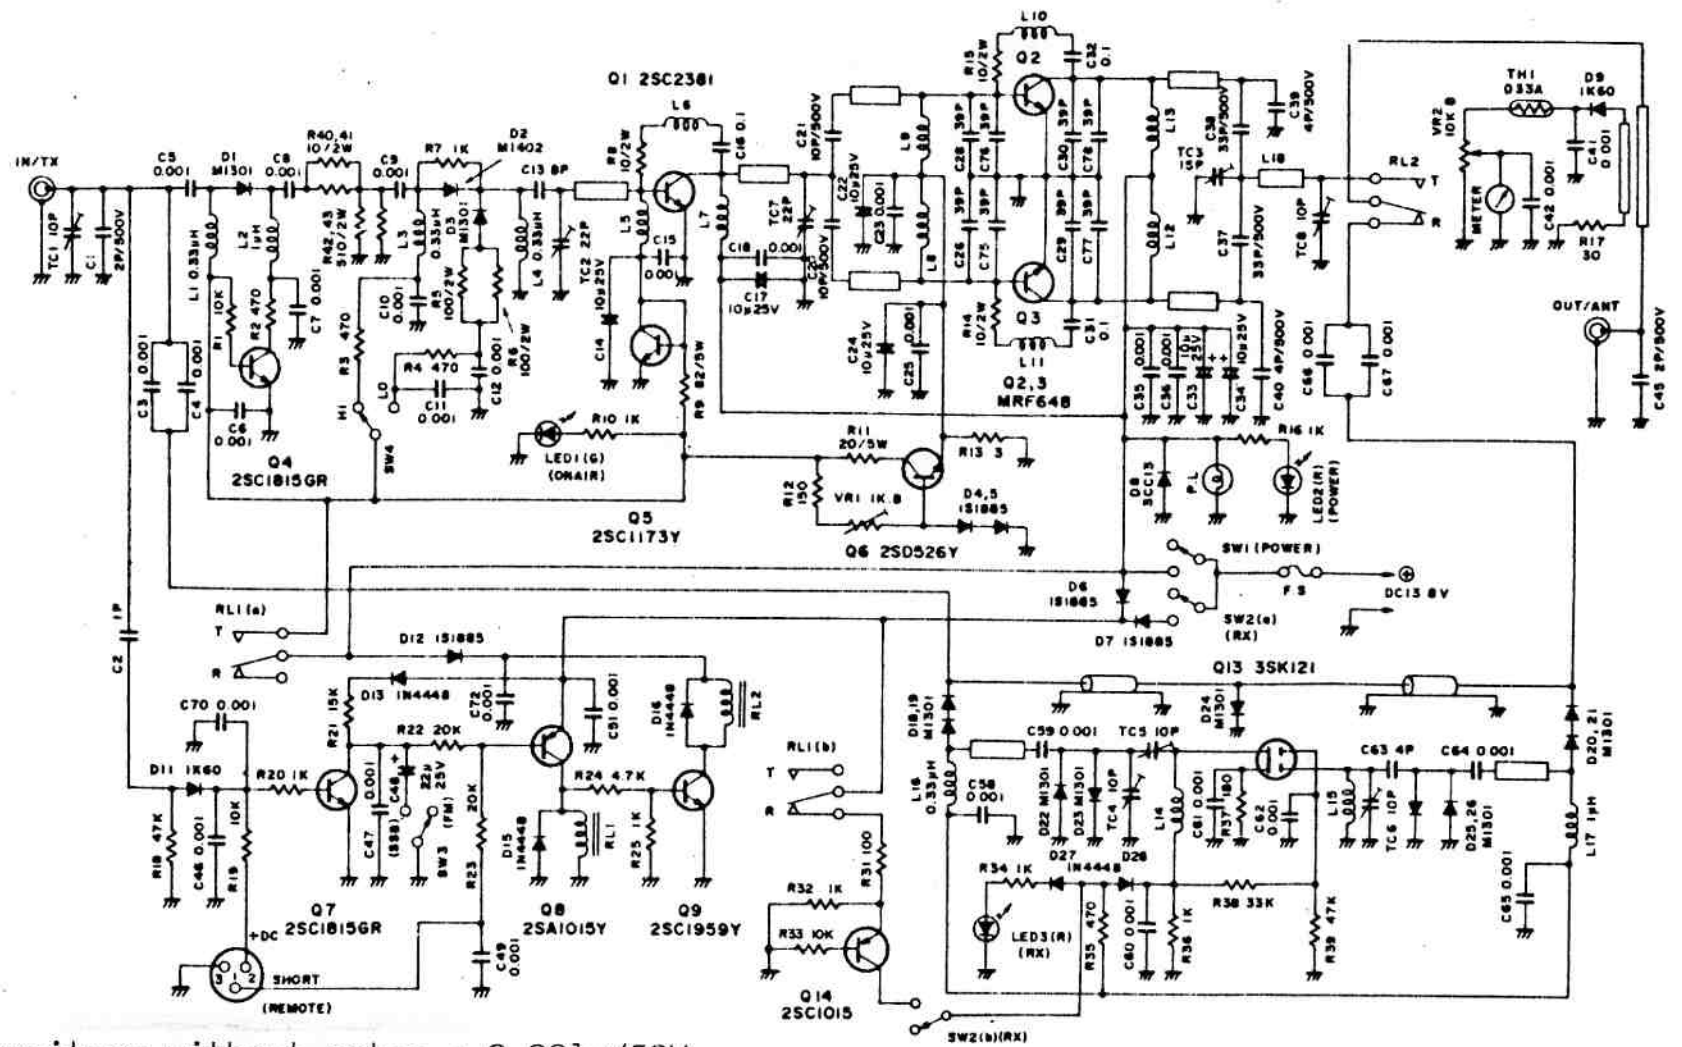 L10
R15
10/2W
Q2
C32
0.1
Q1 2SC2381
L6
TH1
033A
D9
1K60
VR2
10K B
R40,41
10/2W
R7 1K
D2
M1402
R8
10/2W
C16 0.1
C21
10P/500V
L9
C28
39P
C76
39P
C30
39P
C78
39P
L13
C38
33P/500V
C39
4P/500V
IN/TX
C5
0.001
D1
M1301
C8
0.001
C9
0.001
C13 8P
TC3
15P
L18
RL2
T
R
C41
0.001
C22
10μ25V
C23 0.001
TC1 10P
C1
2P/500V
L1 0.33μH
L2
1μH
R42,43
510/2W
L3
0.33μH
D3
M1301
L4 0.33μH
TC2 22P
L5
L7
TC7
22P
C15
0.001
C18
0.001
C17
10μ25V
10P/500V
L8
C26
39P
C75
39P
C29
39P
C77
39P
L12
C37
33P/500V
TC8 10P
METER
C42 0.001
R17
30
R1
10K
R2 470
C7 0.001
R3 470
C10
0.001
R5
100/2W
R6
100/2W
R4 470
C12 0.001
C11
0.001
C14
10μ25V
Q3
R14
10/2W
C31
0.1
L11
C24
10μ25V
C25
0.001
OUT/ANT
C45 2P/500V
C3 0.001
C4
0.001
C6
0.001
HI
LO
SW4
R9 82/5W
Q2,3
MRF648
C35
0.001
C36
0.001
C33
10μ
25V
C34
10μ25V
C40 4P/500V
C66 0.001
C67 0.001
Q4
2SC1815GR
LED1(G)
(ONAIR)
R10 1K
R11
20/5W
R13 3
R16 1K
R12
150
VR1 1K.B
D4,5
1S1885
D8
3CC13
P.L
LED2(R)
(POWER)
Q5
2SC1173Y
Q6 2SD526Y
SW1(POWER)
D6
1S1885
F.S
DC13.8V
SW2(a)
(RX)
D7 1S1885
RL1(a)
T
R
C2
1P
D12 1S1885
Q13 3SK121
D13 1N4448
C72
0.001
C51 0.001
D16
1N4448
RL2
D18,19
M1301
D24
M1301
D20,21
M1301
C70 0.001
R21 15K
R22 20K
RL1(b)
T
R
C59 0.001
TC5 10P
C63 4P
C64 0.001
D11 1K60
R20 1K
C47
0.001
C48
22μ
25V
(SSB)
(FM)
SW3
R23
20K
R24 4.7K
D15
1N4448
RL1
R25
1K
L16
0.33μH
C58
0.001
D22 M1301
D23 M1301
TC4 10P
L14
C61 0.001
R37 180
C62
0.001
L15
TC6 10P
D25,26
M1301
L17 1μH
R18 47K
C46 0.001
R19
10K
R31 100
R32 1K
R33 10K
R34 1K
D27
1N4448
D28
R38 33K
C65 0.001
Q7
2SC1815GR
Q8
2SA1015Y
Q9
2SC1959Y
LED3(R)
(RX)
R35 470
C60 0.001
R36 1K
R39 47K
+DC
3
1
2
SHORT
(REMOTE)
C49
0.001
Q14
2SC1015
SW2(b)(RX)